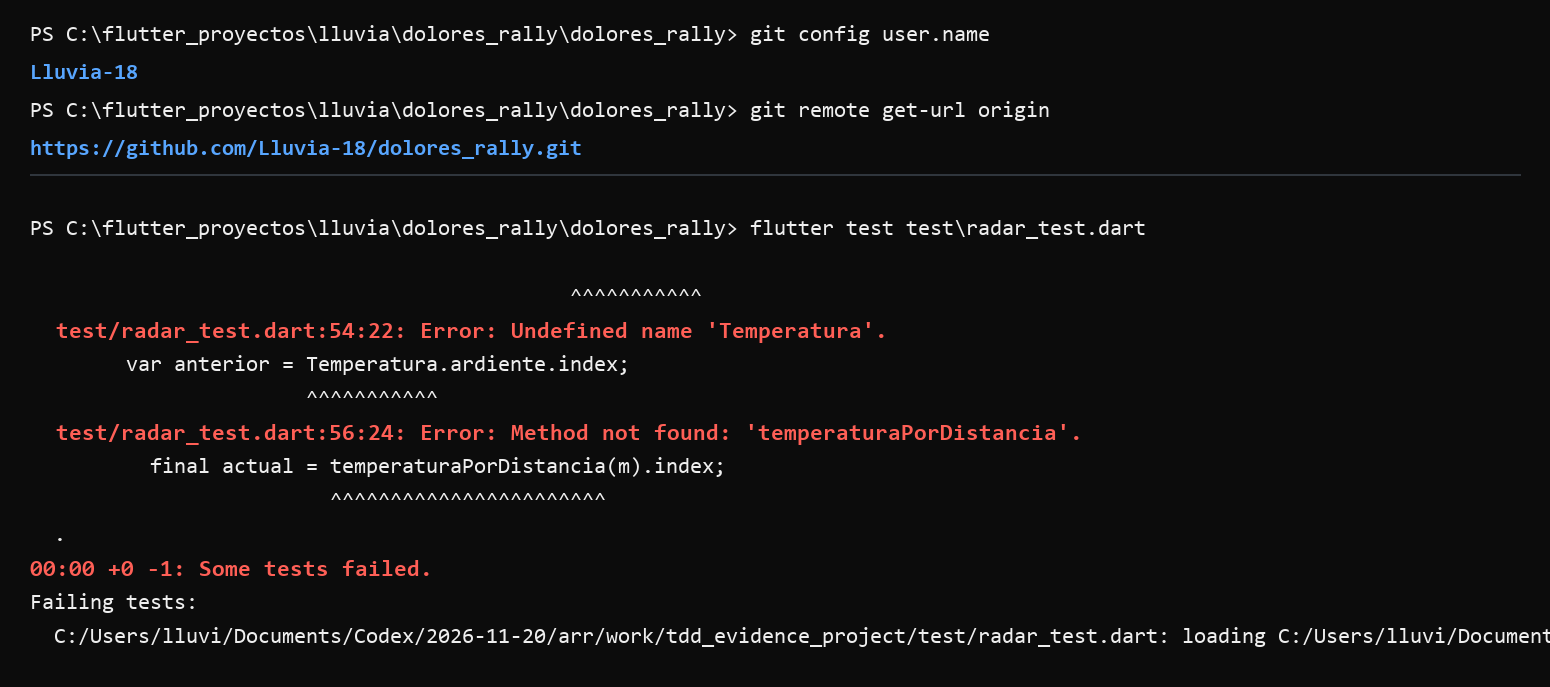 PS C:\flutter_proyectos\lluvia\dolores_rally\dolores_rally> git config user.name
Lluvia-18
PS C:\flutter_proyectos\lluvia\dolores_rally\dolores_rally> git remote get-url origin
https://github.com/Lluvia-18/dolores_rally.git
PS C:\flutter_proyectos\lluvia\dolores_rally\dolores_rally> flutter test test\radar_test.dart
^^^^^^^^^^^
test/radar_test.dart:54:22: Error: Undefined name 'Temperatura'.
var anterior = Temperatura.ardiente.index;
^^^^^^^^^^^
test/radar_test.dart:56:24: Error: Method not found: 'temperaturaPorDistancia'.
final actual = temperaturaPorDistancia(m).index;
^^^^^^^^^^^^^^^^^^^^^^^
.
00:00 +0 -1: Some tests failed.
Failing tests:
C:/Users/lluvi/Documents/Codex/2026-11-20/arr/work/tdd_evidence_project/test/radar_test.dart: loading C:/Users/lluvi/Document